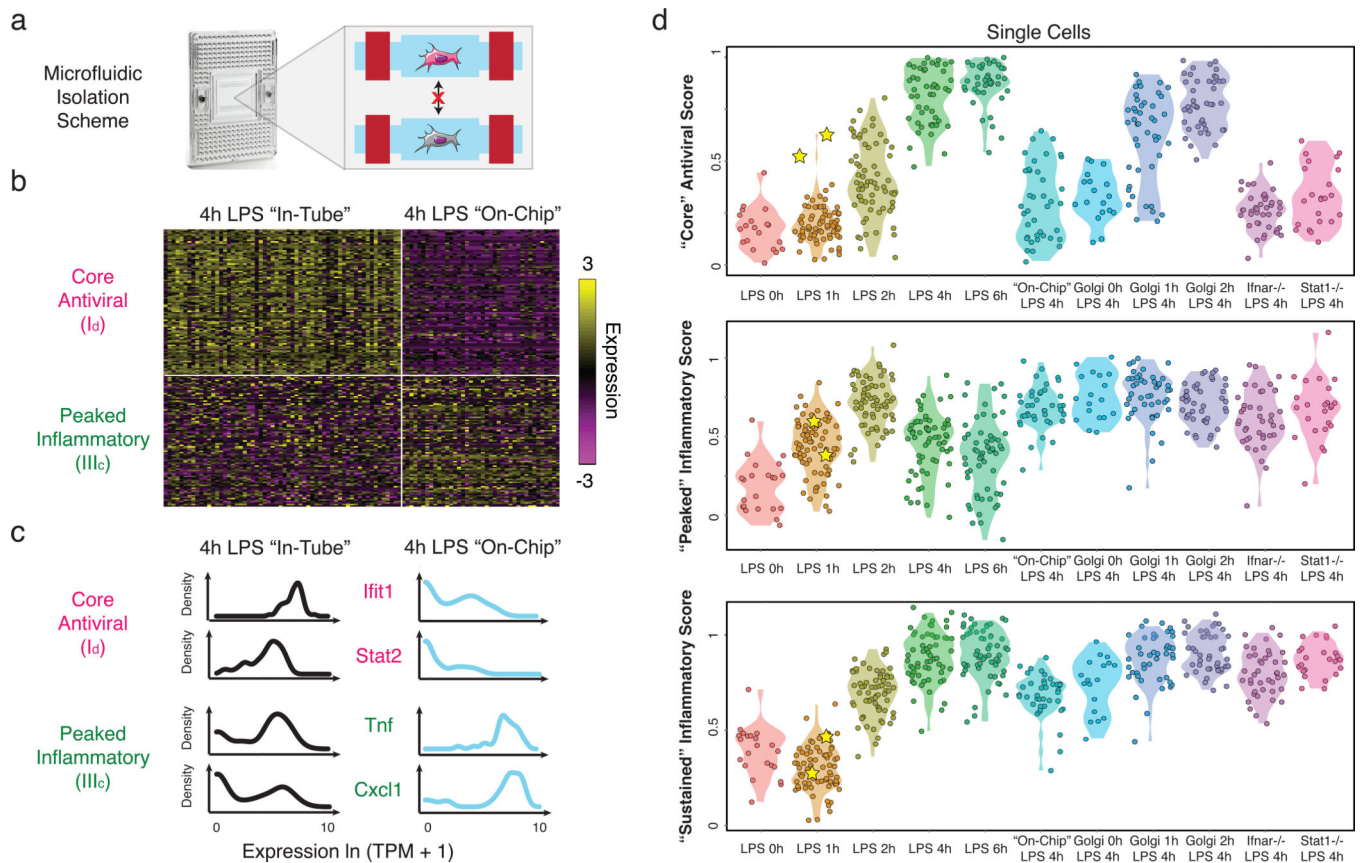 a
Microfluidic
Isolation
Scheme
b
4h LPS “In-Tube”
4h LPS “On-Chip”
Core
Antiviral
(Id)
Peaked
Inflammatory
(IIIc)
3
Expression
-3
c
4h LPS “In-Tube”
4h LPS “On-Chip”
Core
Antiviral
(Id)
Density
Ifit1
Density
Stat2
Peaked
Inflammatory
(IIIc)
Density
Tnf
Density
Cxcl1
0
10
0
10
Expression ln (TPM + 1)
d
Single Cells
“Core” Antiviral Score
1
0.5
0
LPS 0h
LPS 1h
LPS 2h
LPS 4h
LPS 6h
“On-Chip”
LPS 4h
Golgi 0h
LPS 4h
Golgi 1h
LPS 4h
Golgi 2h
LPS 4h
Ifnar-/-
LPS 4h
Stat1-/-
LPS 4h
“Peaked” Inflammatory Score
1
0.5
0
LPS 0h
LPS 1h
LPS 2h
LPS 4h
LPS 6h
“On-Chip”
LPS 4h
Golgi 0h
LPS 4h
Golgi 1h
LPS 4h
Golgi 2h
LPS 4h
Ifnar-/-
LPS 4h
Stat1-/-
LPS 4h
“Sustained” Inflammatory Score
1
0.5
0
LPS 0h
LPS 1h
LPS 2h
LPS 4h
LPS 6h
“On-Chip”
LPS 4h
Golgi 0h
LPS 4h
Golgi 1h
LPS 4h
Golgi 2h
LPS 4h
Ifnar-/-
LPS 4h
Stat1-/-
LPS 4h